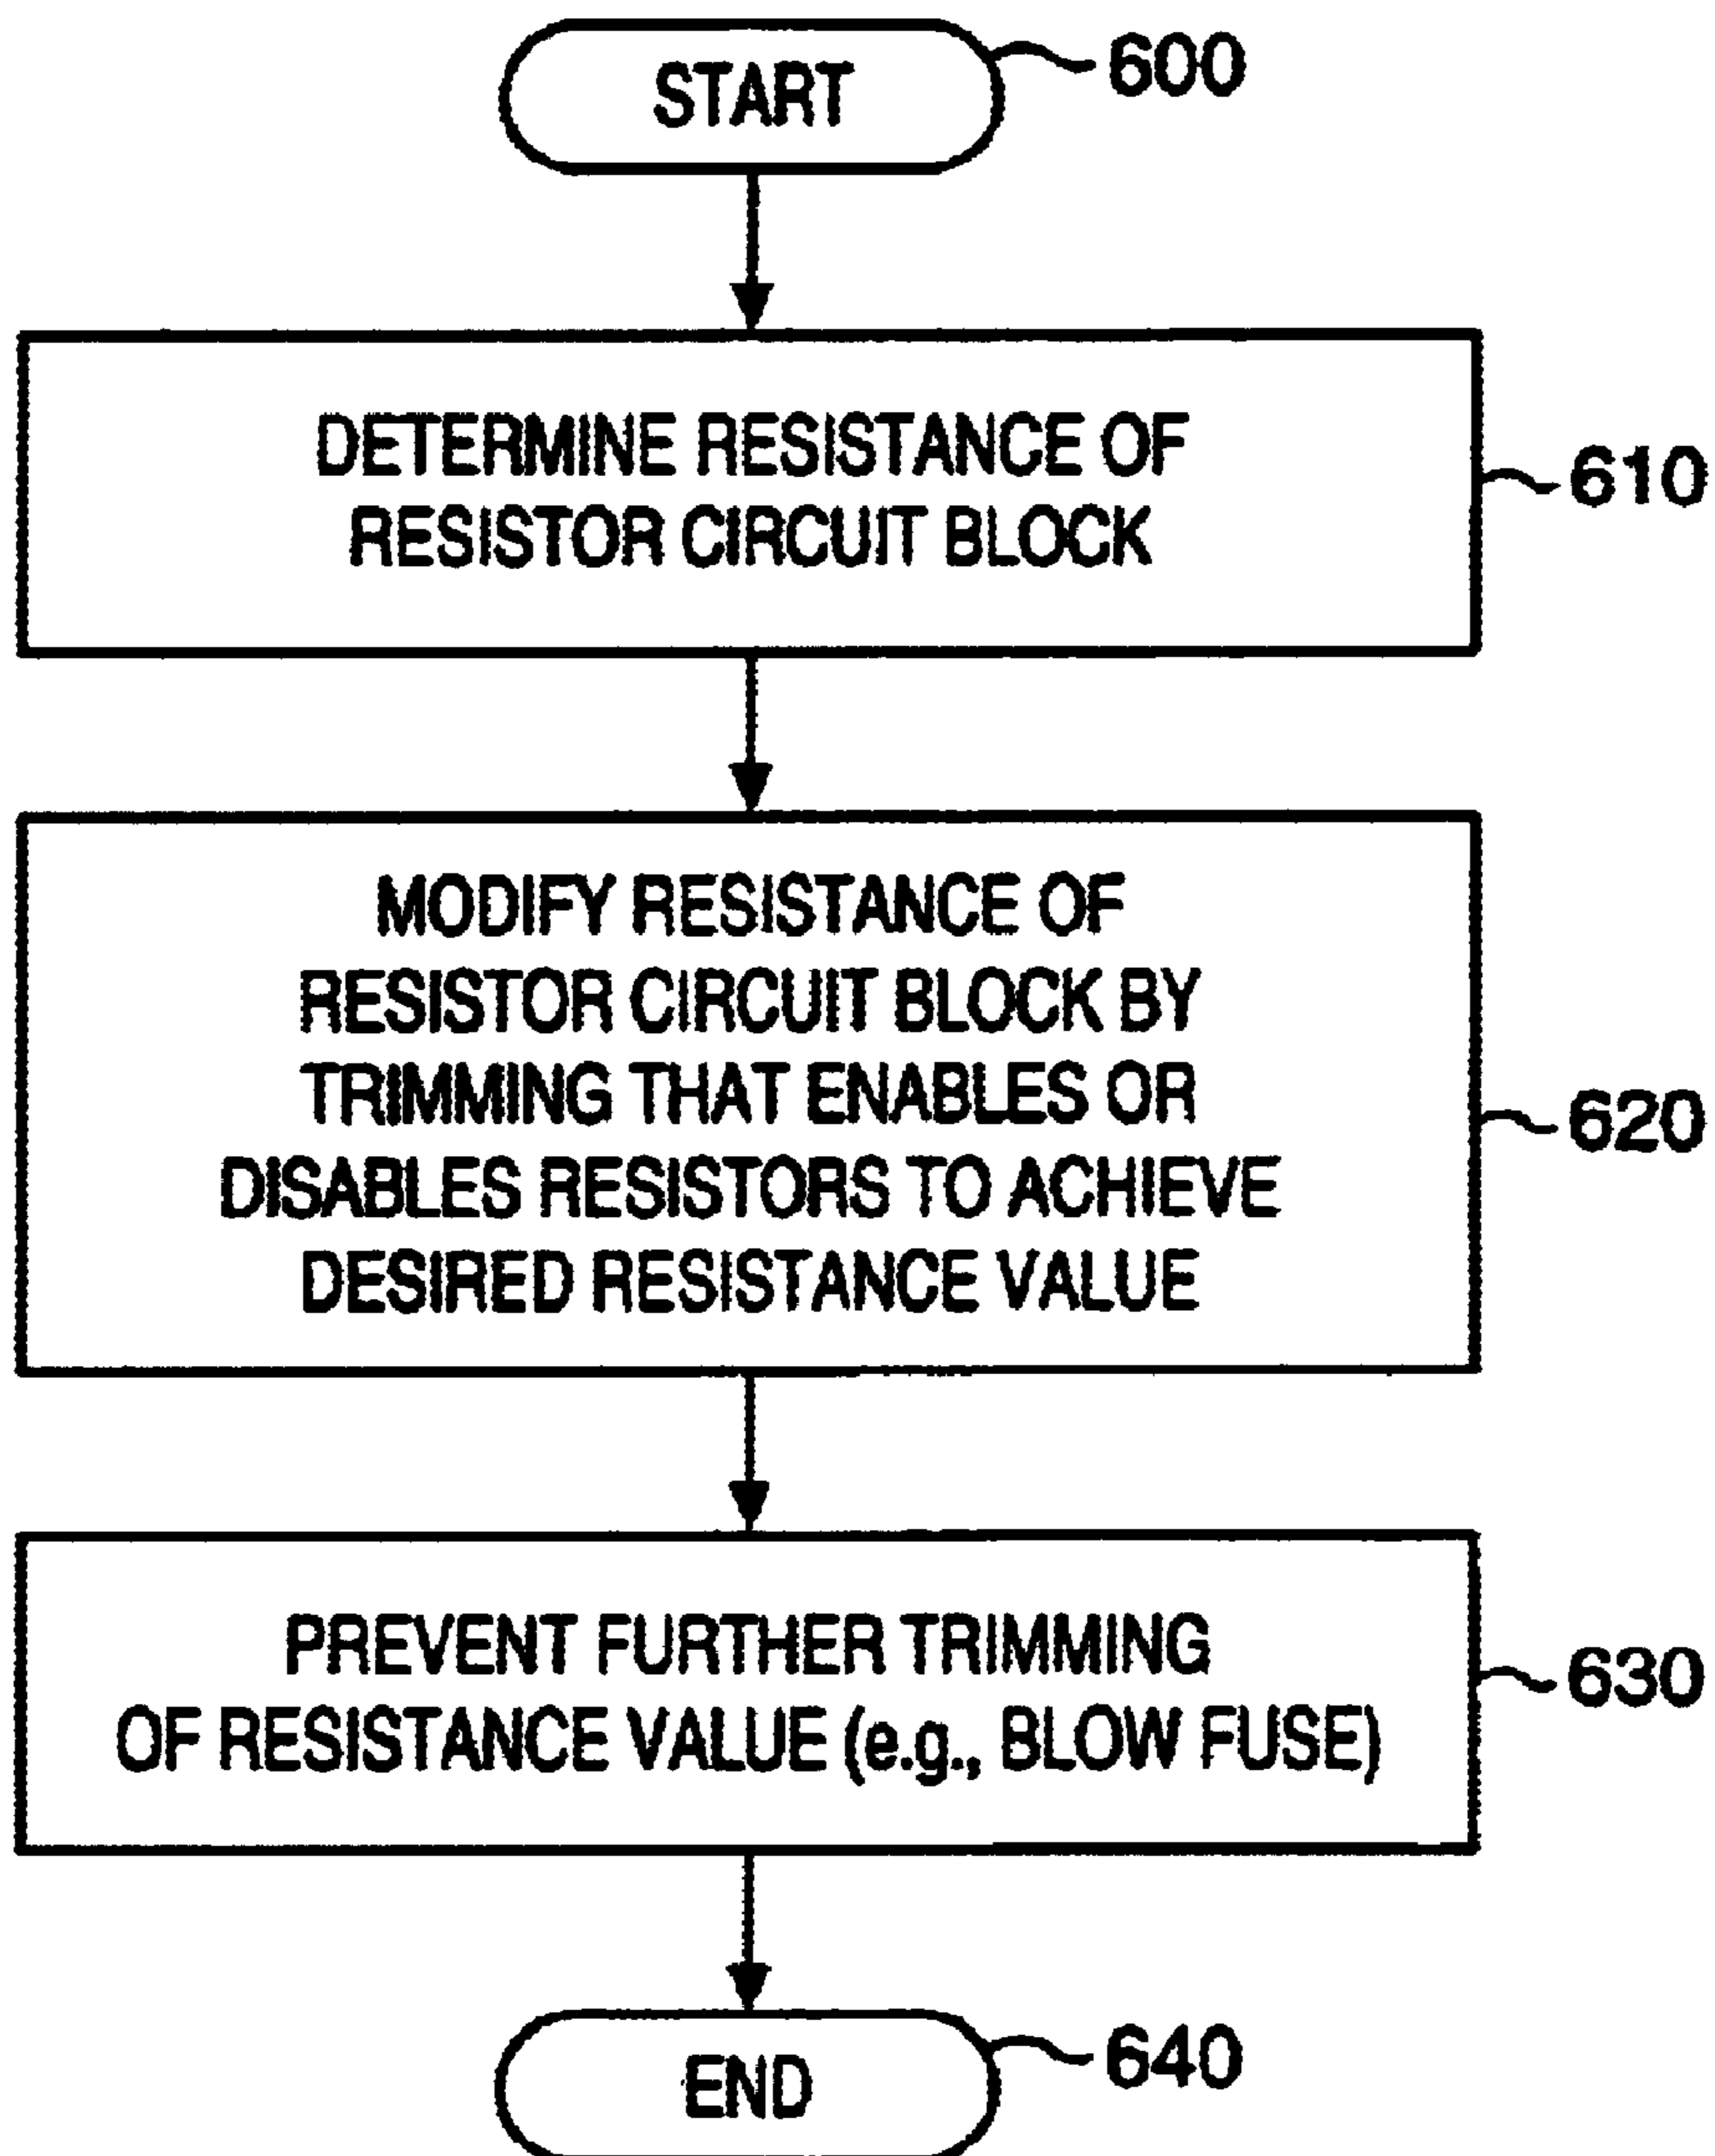 START
600
DETERMINE RESISTANCE OF
RESISTOR CIRCUIT BLOCK
610
MODIFY RESISTANCE OF
RESISTOR CIRCUIT BLOCK BY
TRIMMING THAT ENABLES OR
DISABLES RESISTORS TO ACHIEVE
DESIRED RESISTANCE VALUE
620
PREVENT FURTHER TRIMMING
OF RESISTANCE VALUE (e.g., BLOW FUSE)
630
END
640